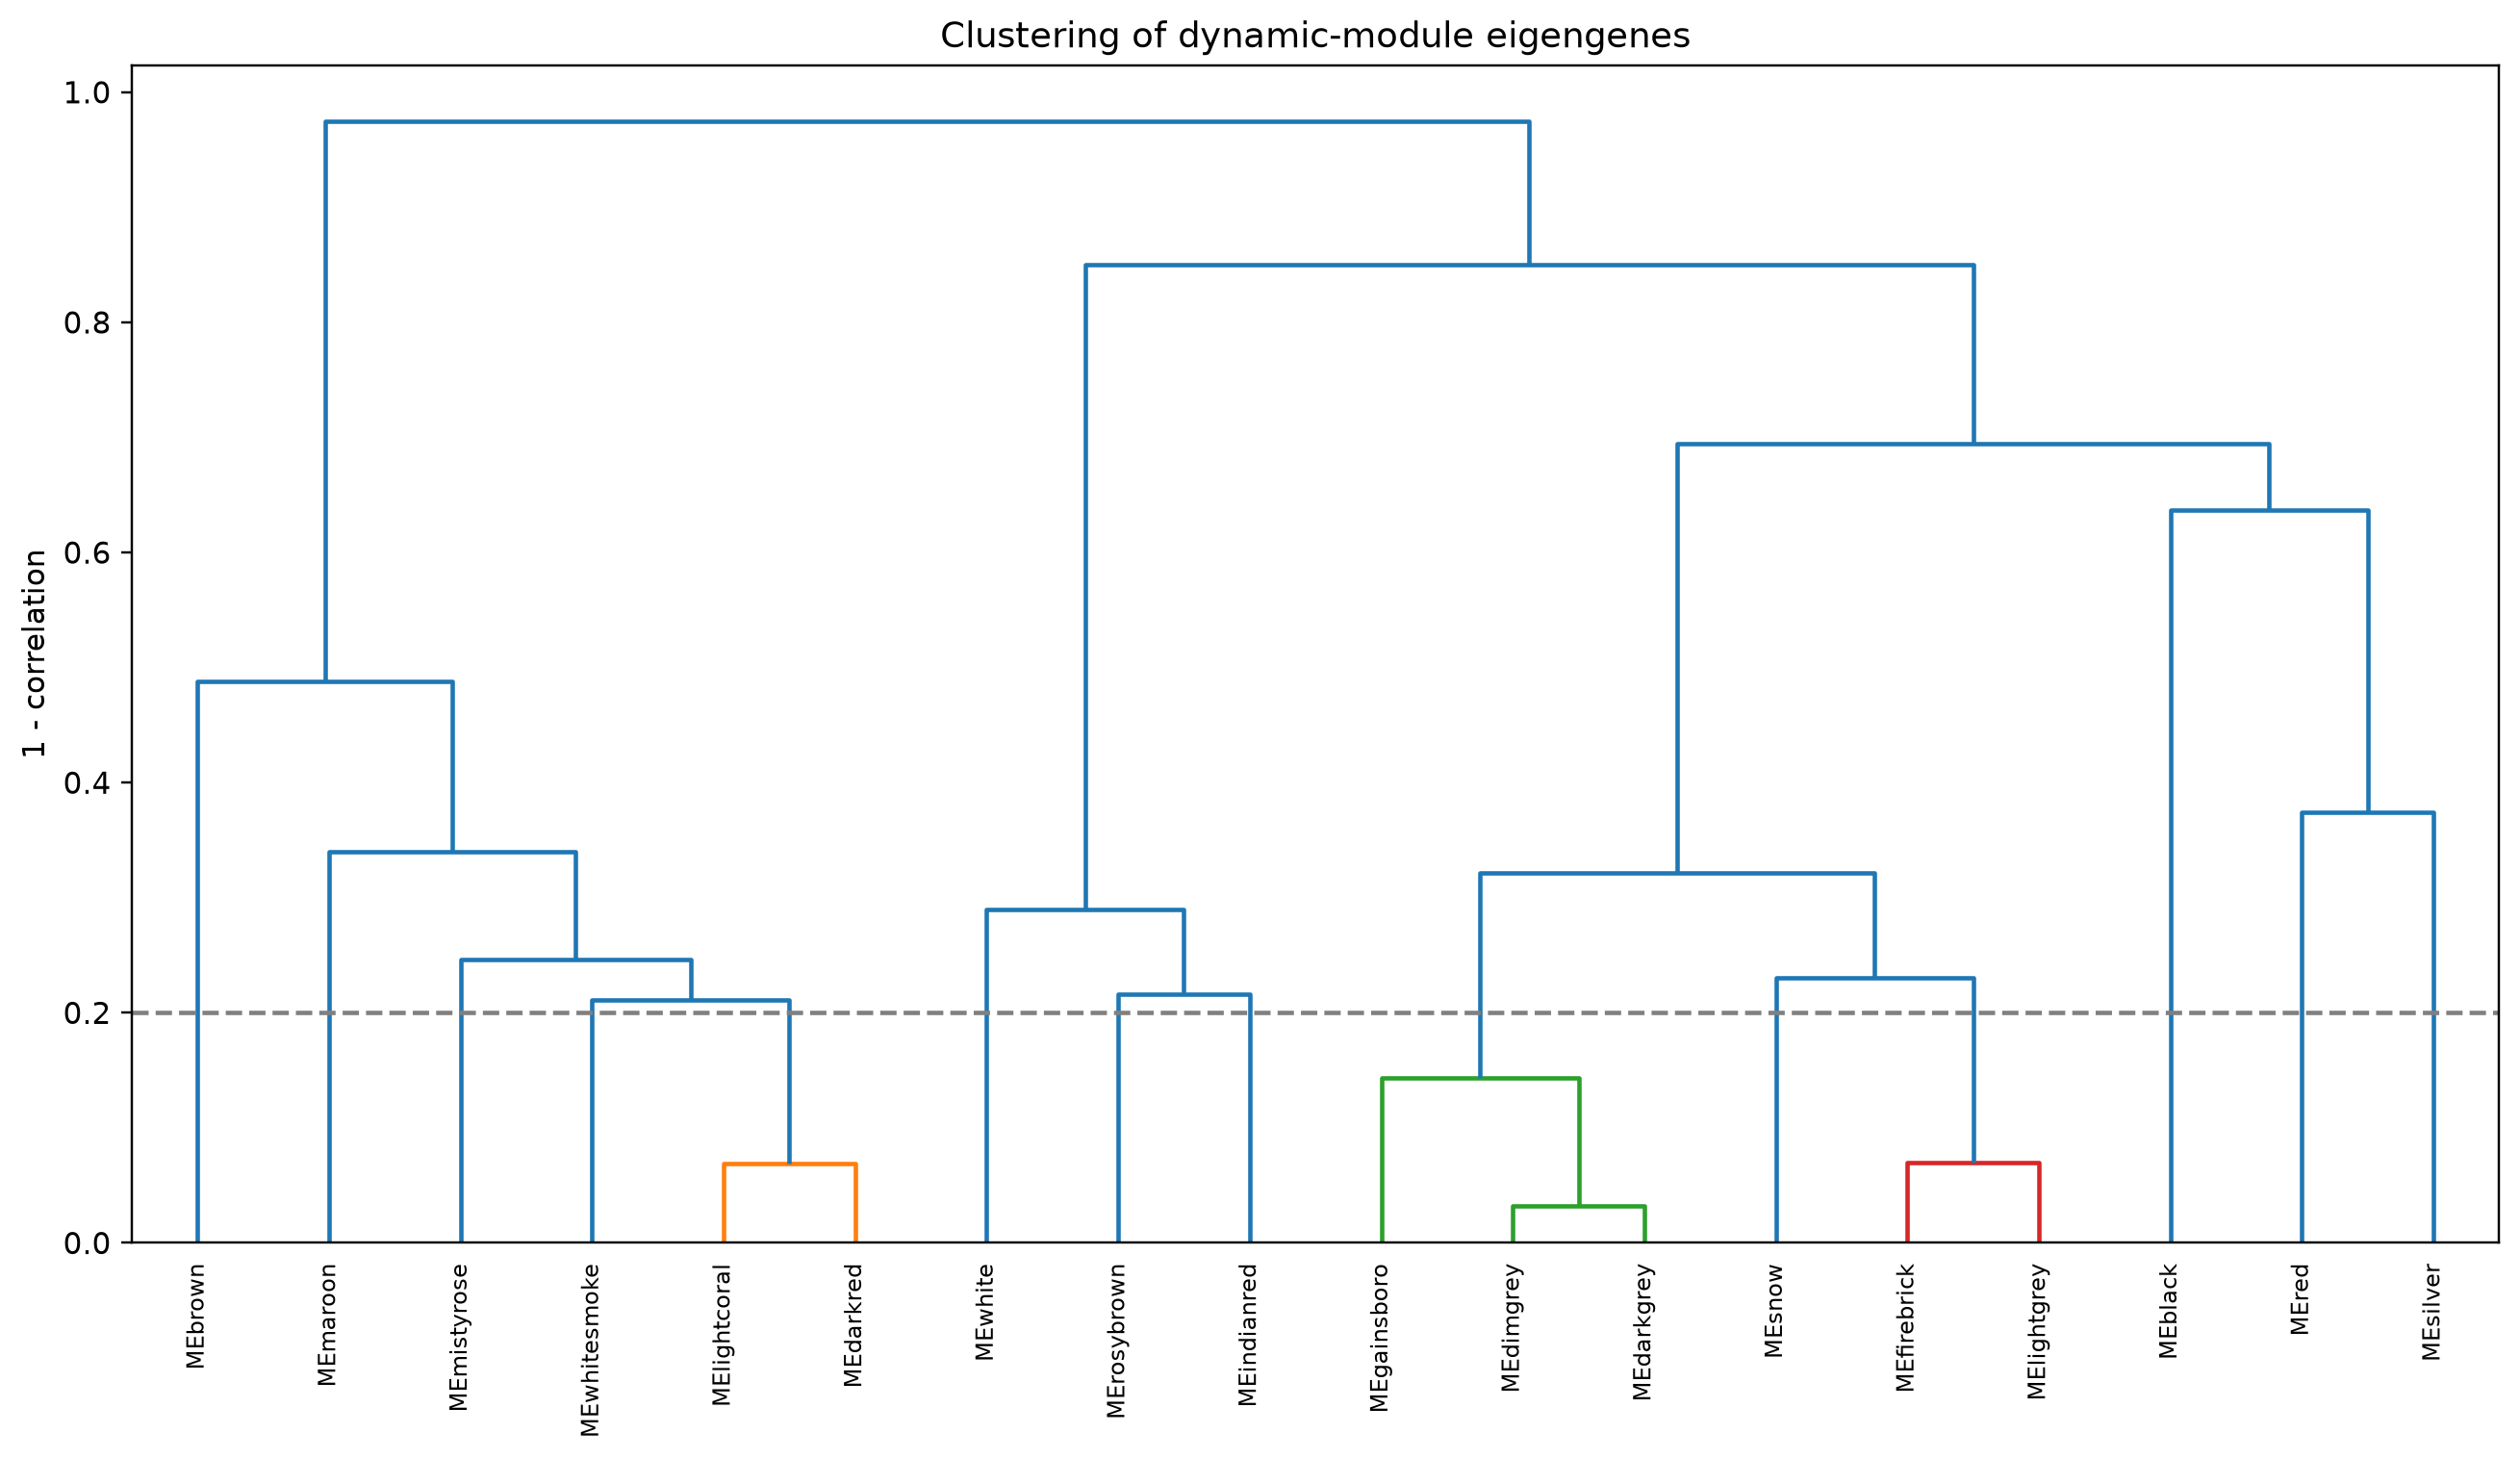 Clustering of dynamic-module eigengenes
1 - correlation
1.0
0.8
0.6
0.4
0.2
0.0
MEbrown
MEmaroon
MEmistyrose
MEwhitesmoke
MElightcoral
MEdarkred
MEwhite
MErosybrown
MEindianred
MEgainsboro
MEdimgrey
MEdarkgrey
MEsnow
MEfirebrick
MElightgrey
MEblack
MEred
MEsilver